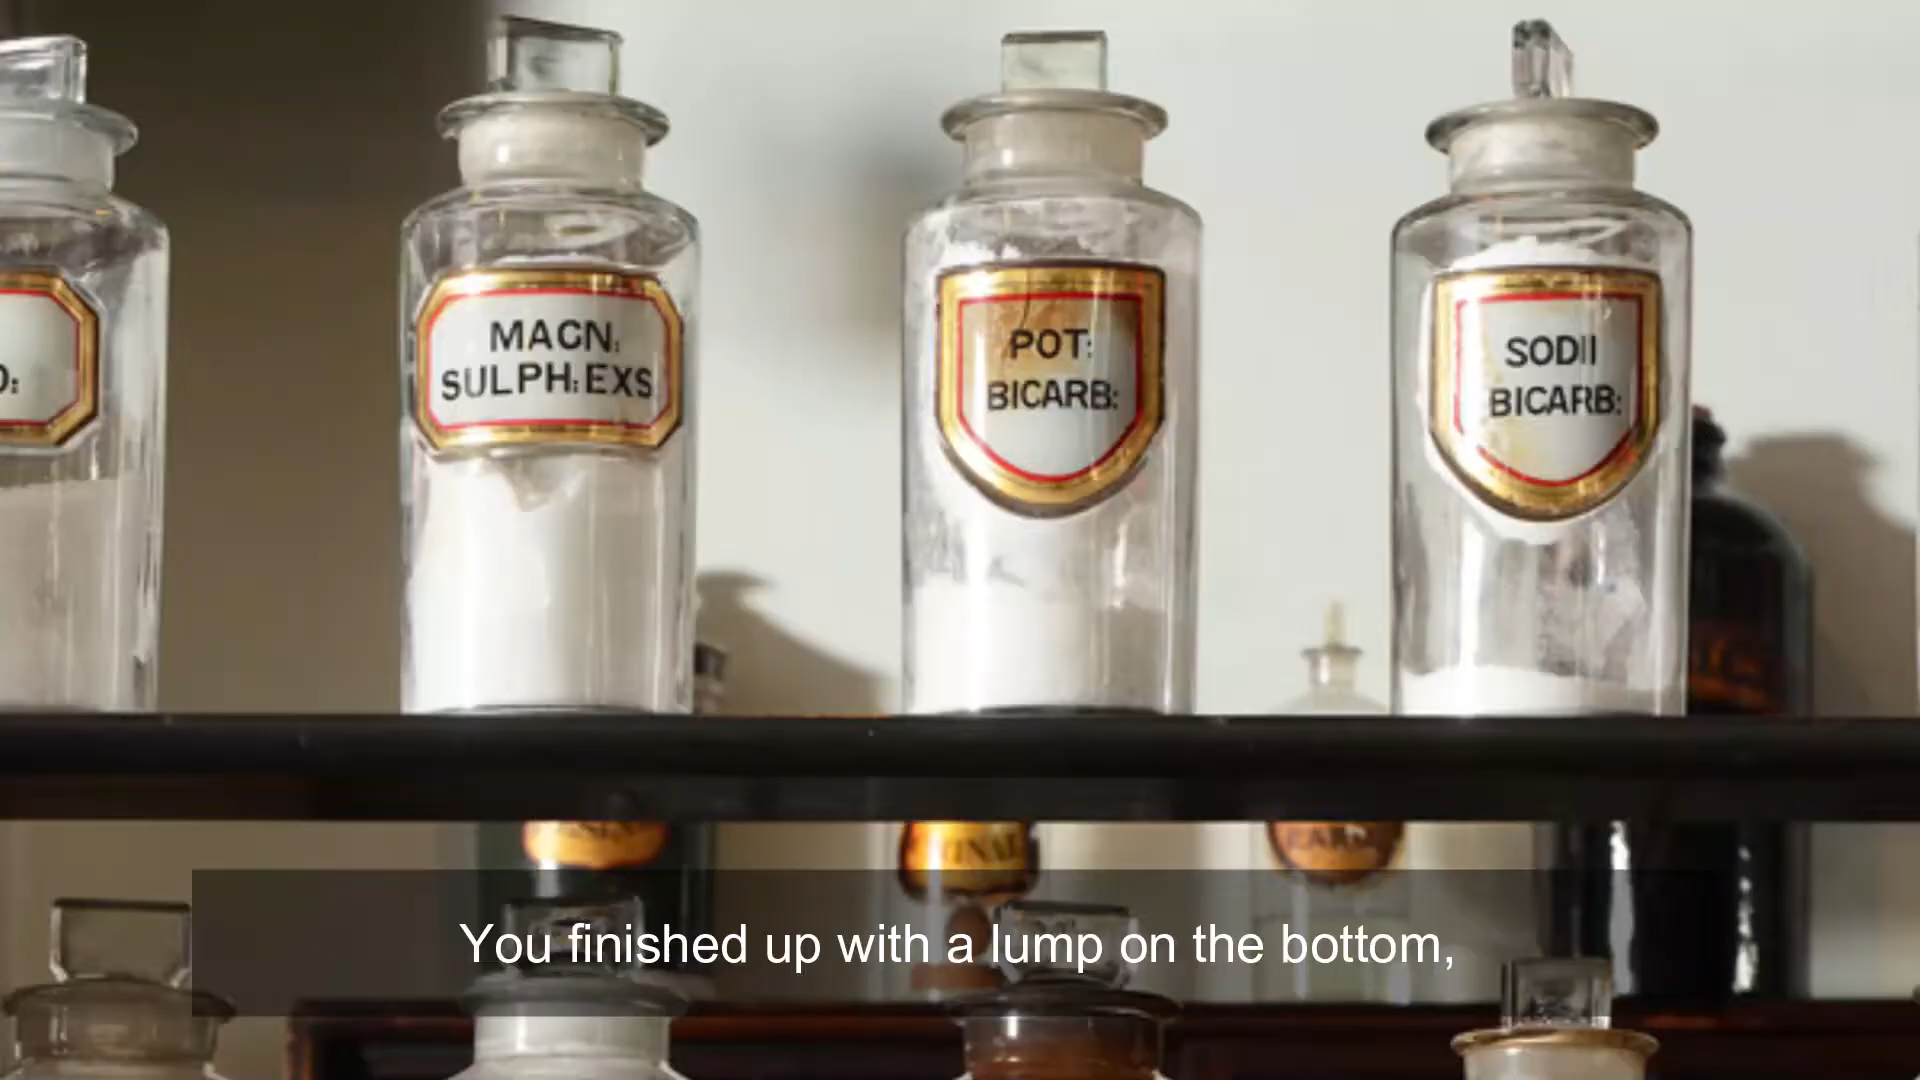 MAGN:
SULPH:EXS
POT:
BICARB:
SODII
BICARB:
You finished up with a lump on the bottom,